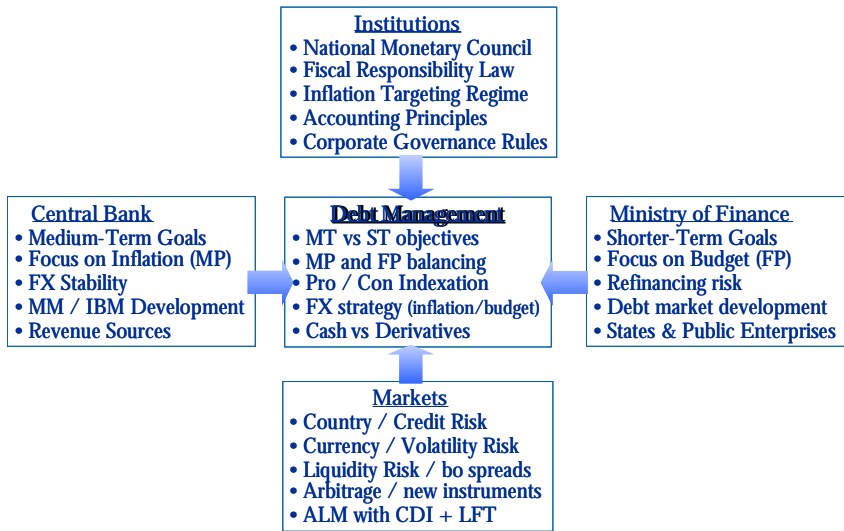 Institutions
• National Monetary Council
• Fiscal Responsibility Law
• Inflation Targeting Regime
• Accounting Principles
• Corporate Governance Rules
Central Bank
• Medium-Term Goals
• Focus on Inflation (MP)
• FX Stability
• MM / IBM Development
• Revenue Sources
Debt Management
• MT vs ST objectives
• MP and FP balancing
• Pro / Con Indexation
• FX strategy (inflation/budget)
• Cash vs Derivatives
Ministry of Finance
• Shorter-Term Goals
• Focus on Budget (FP)
• Refinancing risk
• Debt market development
• States & Public Enterprises
Markets
• Country / Credit Risk
• Currency / Volatility Risk
• Liquidity Risk / bo spreads
• Arbitrage / new instruments
• ALM with CDI + LFT